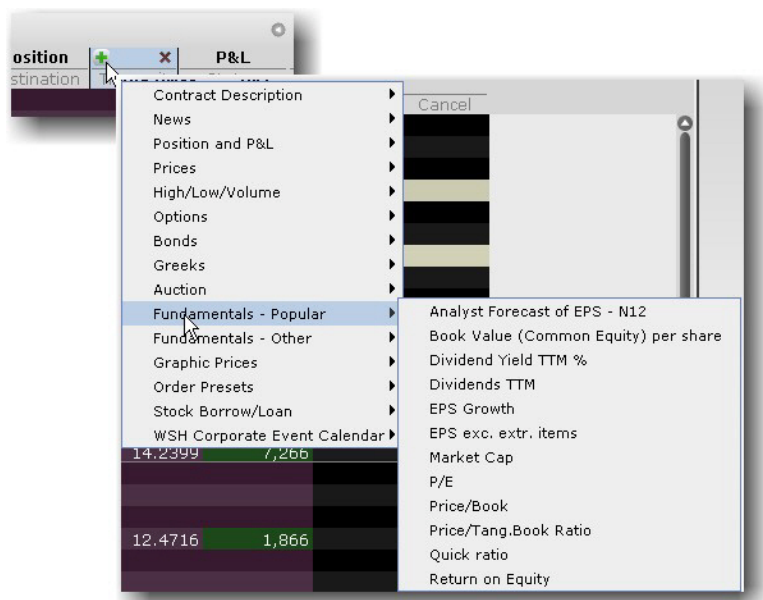 osition
P&L
stination
Contract Description
News
Position and P&L
Prices
High/Low/Volume
Options
Bonds
Greeks
Auction
Fundamentals - Popular
Fundamentals - Other
Graphic Prices
Order Presets
Stock Borrow/Loan
WSH Corporate Event Calendar
Cancel
Analyst Forecast of EPS - N12
Book Value (Common Equity) per share
Dividend Yield TTM %
Dividends TTM
EPS Growth
EPS exc. extr. items
Market Cap
P/E
Price/Book
Price/Tang.Book Ratio
Quick ratio
Return on Equity
14.2399 7,266
12.4716 1,866